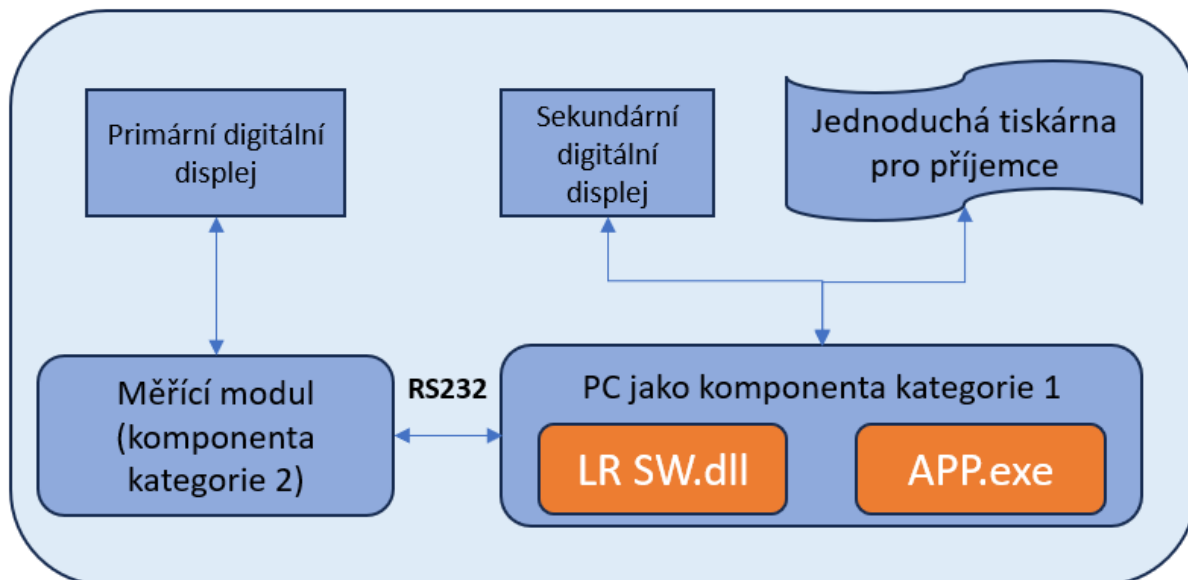 Primární digitální
displej
Sekundární
digitální
displej
Jednoduchá tiskárna
pro příjemce
Měřící modul
(komponenta
kategorie 2)
RS232
PC jako komponenta kategorie 1
LR SW.dll
APP.exe